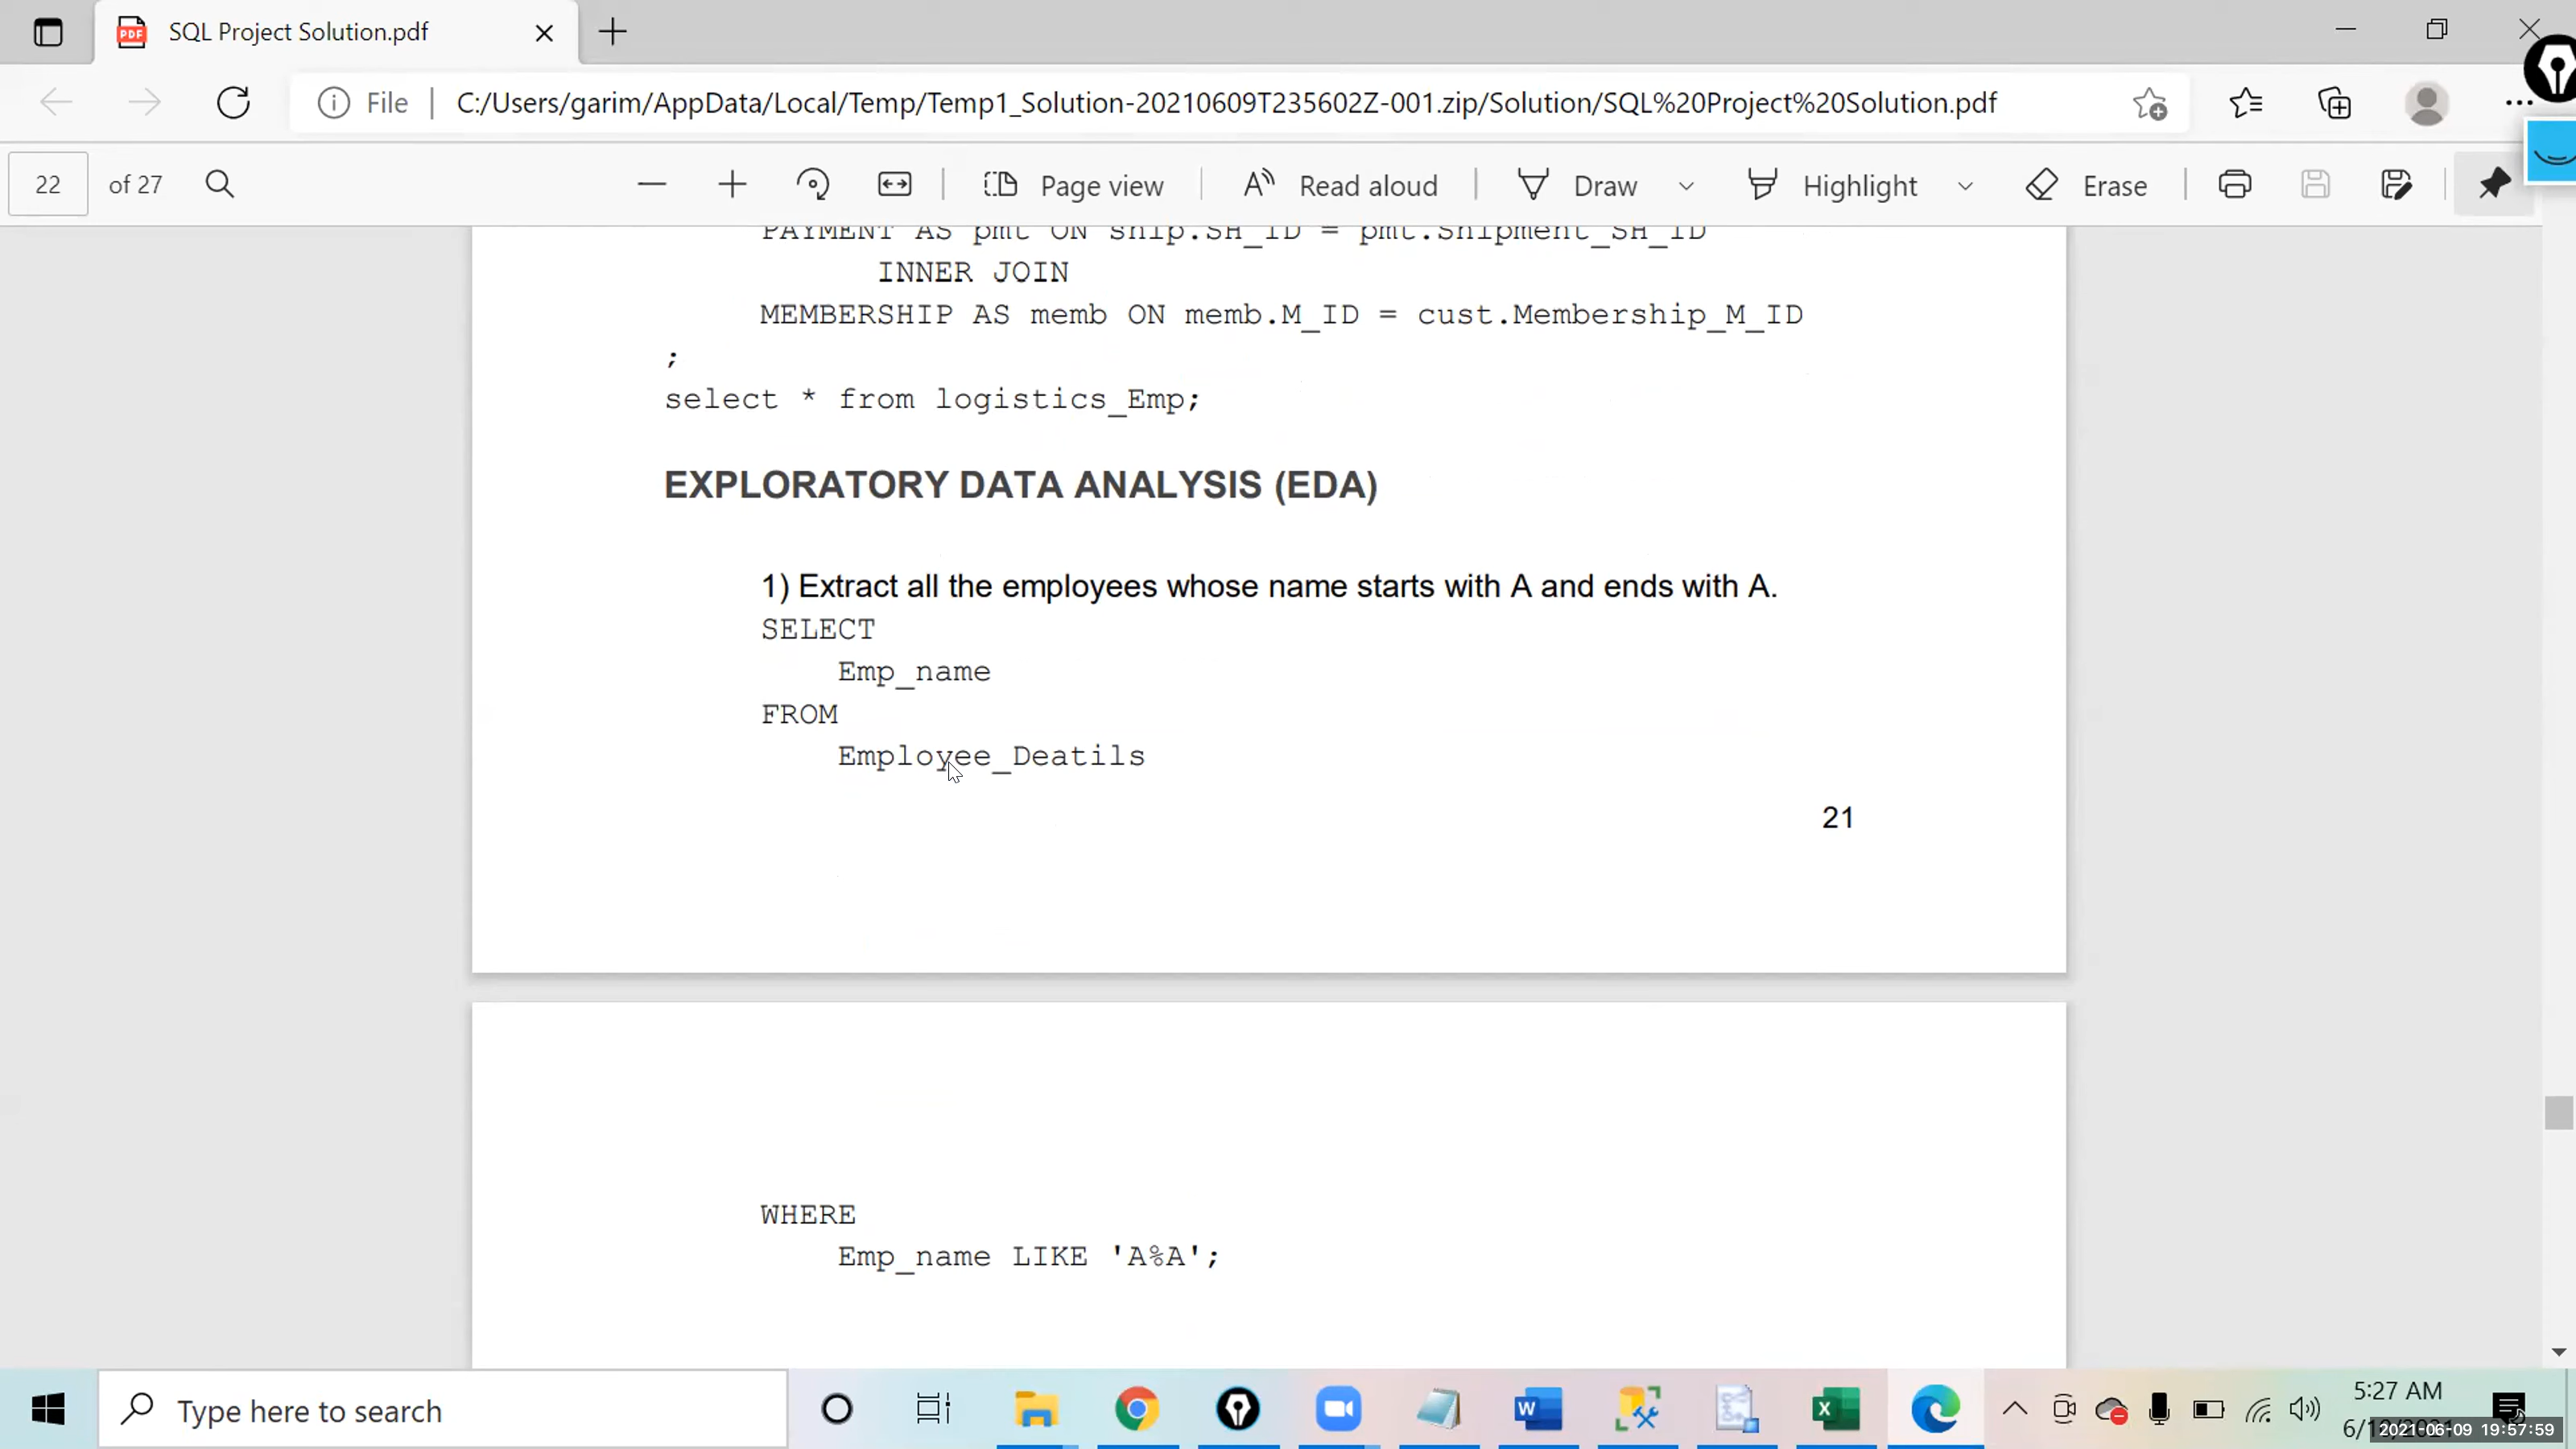 SQL Project Solution.pdf
File
C:/Users/garim/AppData/Local/Temp/Temp1_Solution-20210609T235602Z-001.zip/Solution/SQL%20Project%20Solution.pdf
22 of 27
Page view
Read aloud
Draw
Highlight
Erase
PAYMENT AS pmt ON ship.SH_ID = pmt.Shipment_SH_ID
INNER JOIN
MEMBERSHIP AS memb ON memb.M_ID = cust.Membership_M_ID
;
select * from logistics_Emp;
EXPLORATORY DATA ANALYSIS (EDA)
1) Extract all the employees whose name starts with A and ends with A.
SELECT
Emp_name
FROM
Employee_Deatils
21
WHERE
Emp_name LIKE 'A%A';
Type here to search
5:27 AM
2021-06-09 19:57:59